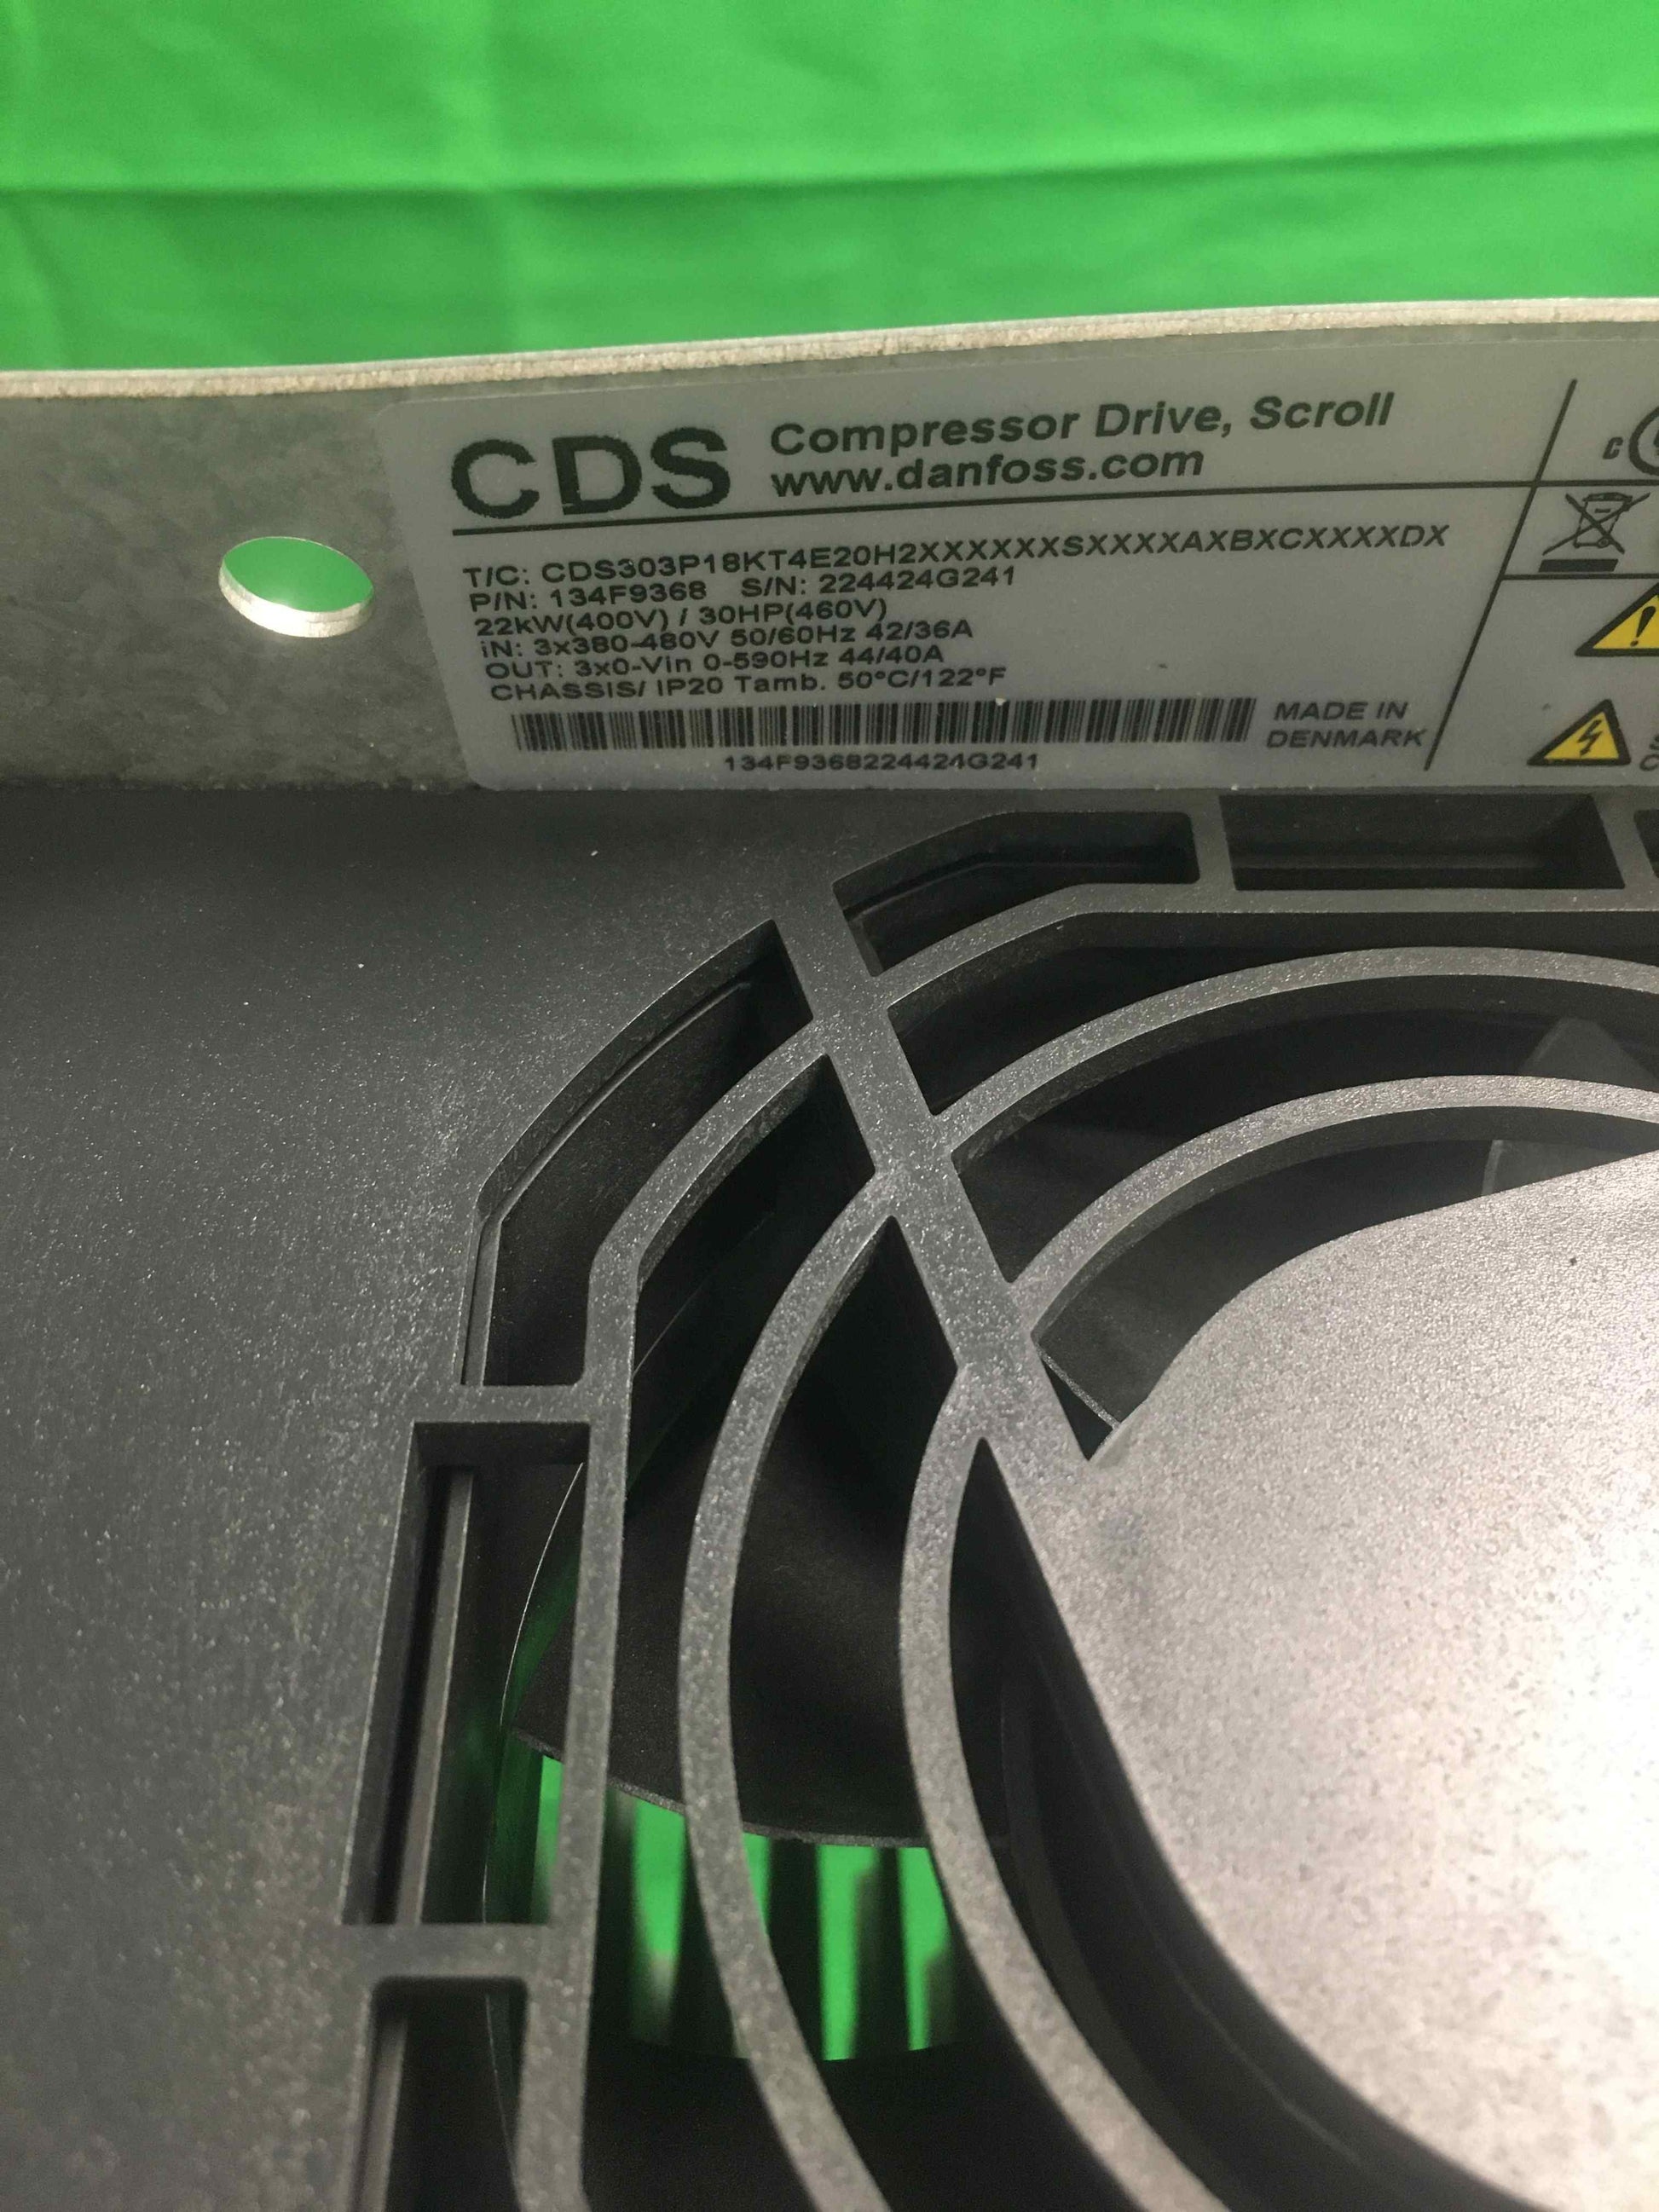 CDS
Compressor Drive, Scroll
www.danfoss.com
T/C: CDS303P18KT4E20H2XXXXXXSXXXXAXBXCXXXXDX
P/N: 134F9368 S/N: 224424G241
22kW(400V) / 30HP(460V)
iN: 3x380-480V 50/60Hz 42/36A
OUT: 3x0-Vin 0-590Hz 44/40A
CHASSIS/ IP20 Tamb. 50°C/122°F
MADE IN
DENMARK
134F9368224424G241
c